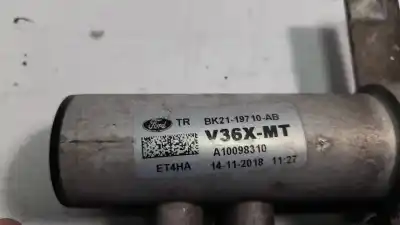 Ford TR BK21-19710-AB
V36X-MT
A10098310
ET4HA 14-11-2018 11:27